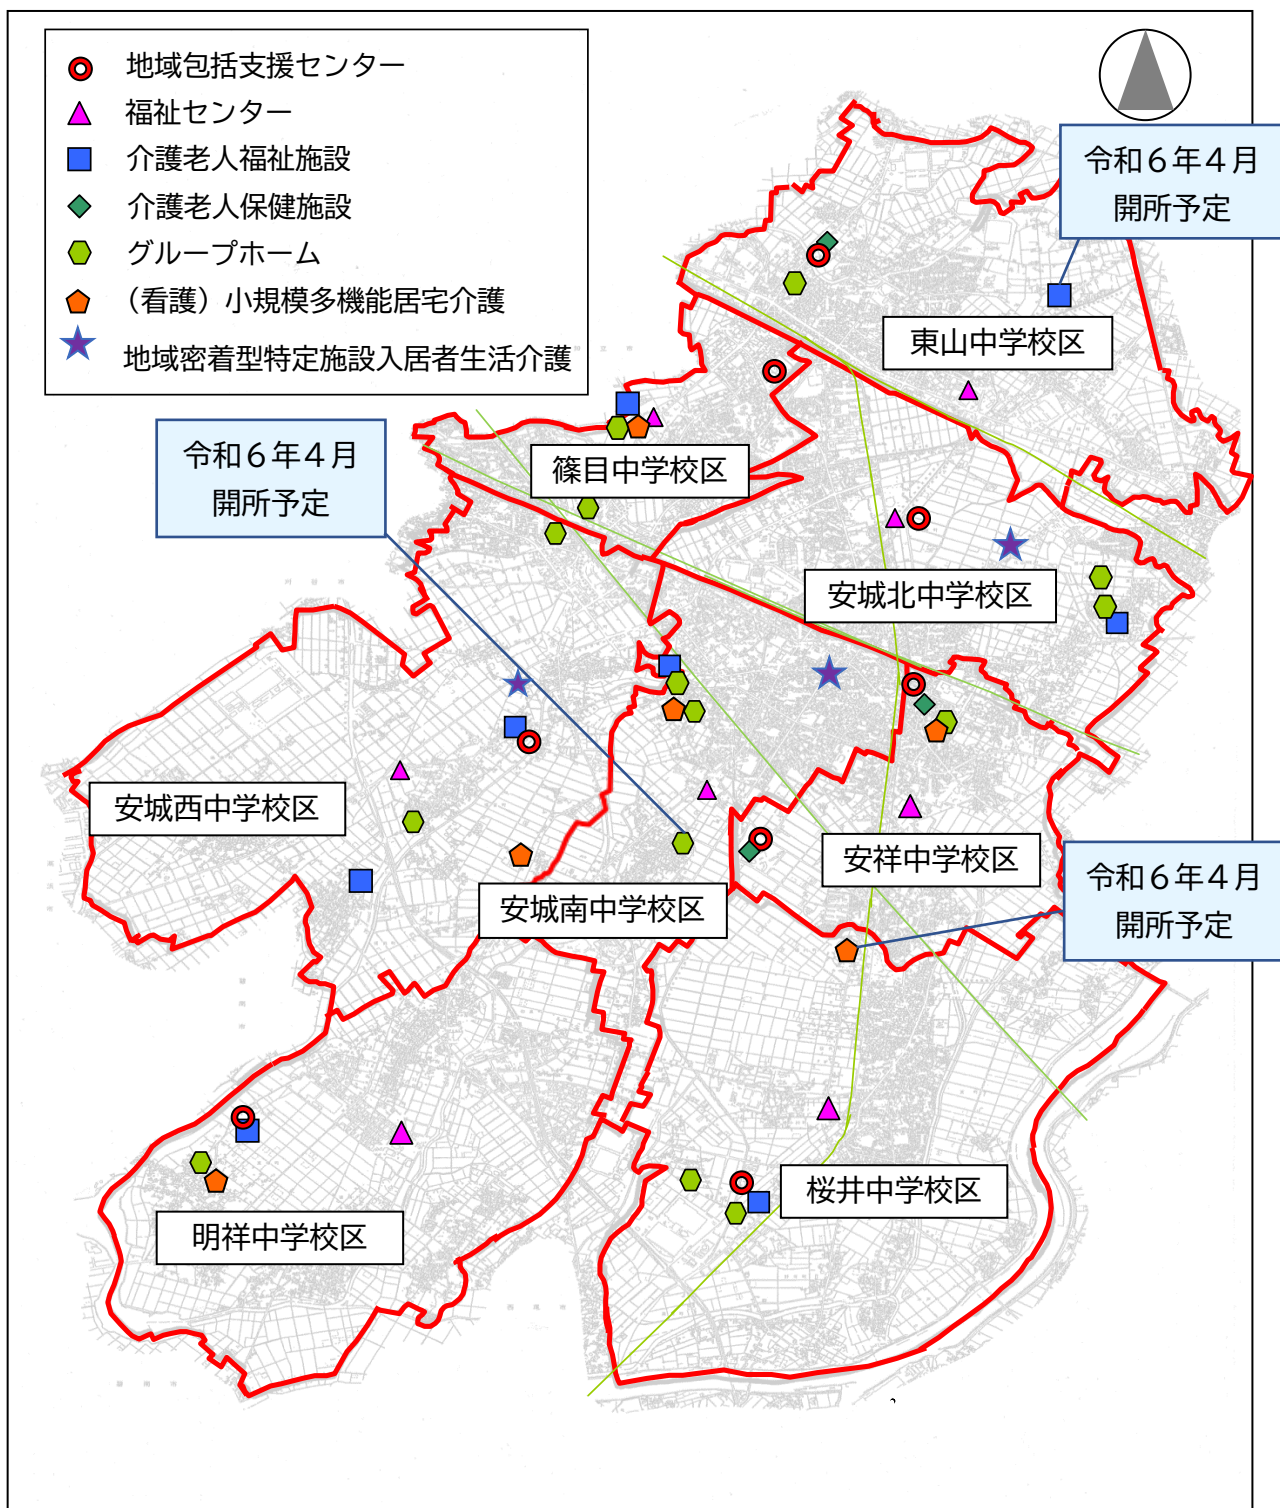 地域包括支援センター
福祉センター
介護老人福祉施設
介護老人保健施設
グループホーム
（看護）小規模多機能居宅介護
地域密着型特定施設入居者生活介護
令和６年４月
開所予定
東山中学校区
令和６年４月
開所予定
篠目中学校区
安城北中学校区
安城西中学校区
安祥中学校区
安城南中学校区
令和６年４月
開所予定
桜井中学校区
明祥中学校区